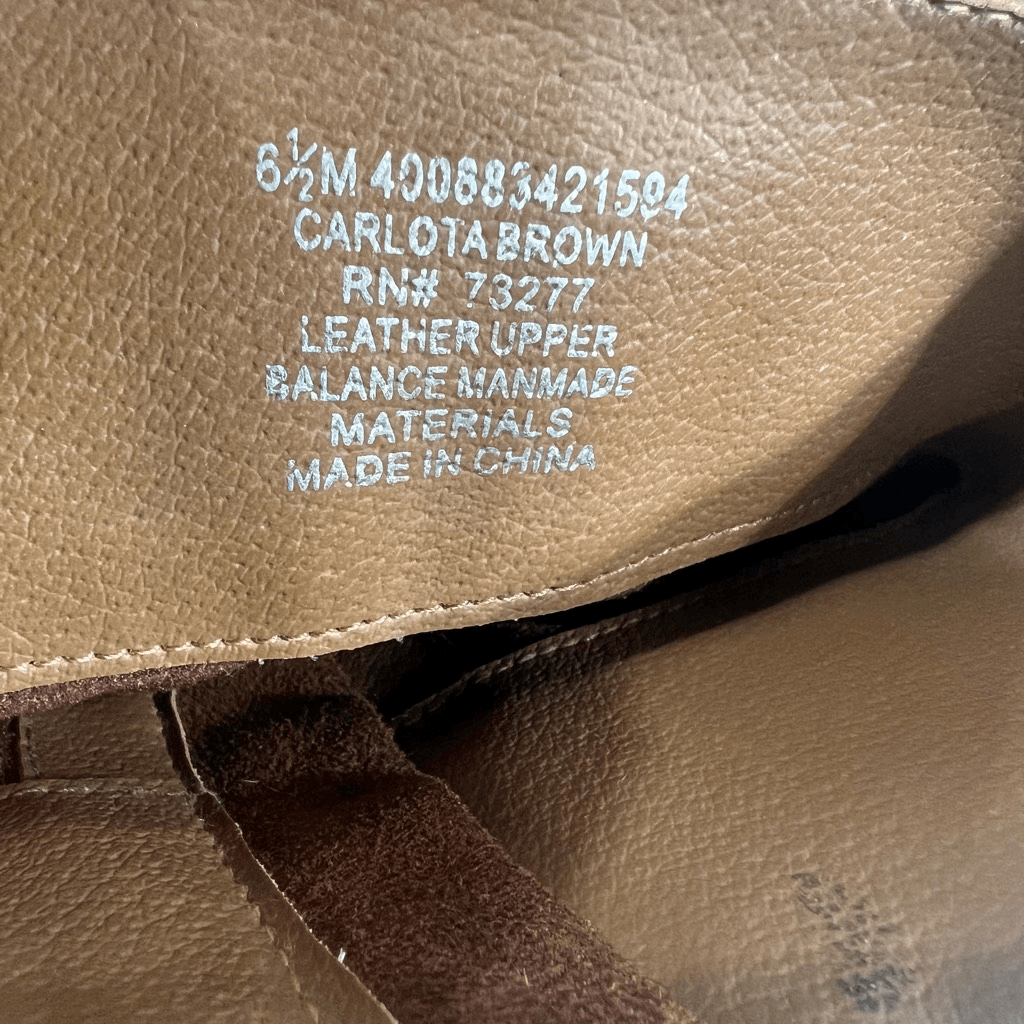 6½M 400883421594
CARLOTA BROWN
RN# 73277
LEATHER UPPER
BALANCE MANMADE
MATERIALS
MADE IN CHINA